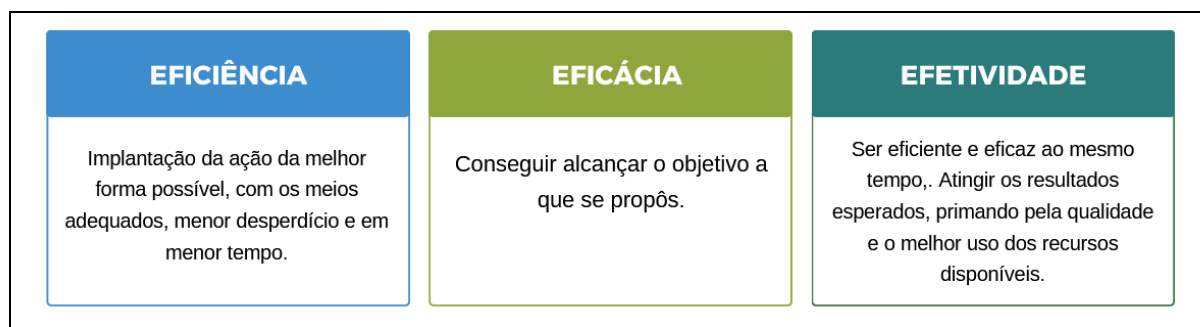 EFICIÊNCIA
Implantação da ação da melhor
forma possível, com os meios
adequados, menor desperdício e em
menor tempo.
EFICÁCIA
Conseguir alcançar o objetivo a
que se propôs.
EFETIVIDADE
Ser eficiente e eficaz ao mesmo
tempo,. Atingir os resultados
esperados, primando pela qualidade
e o melhor uso dos recursos
disponíveis.